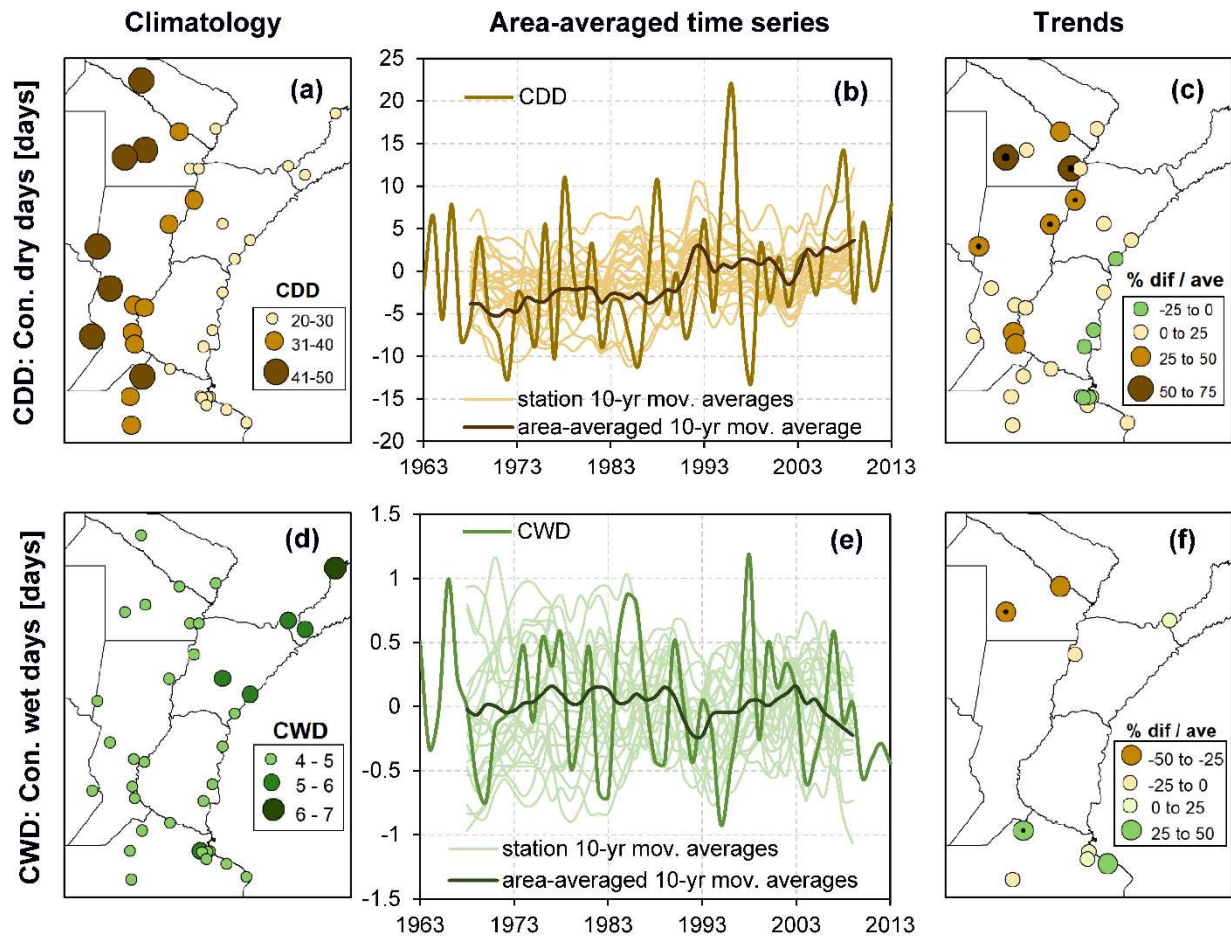 Climatology
Area-averaged time series
Trends
CDD: Con. dry days [days]
(a)
CDD
20-30
31-40
41-50
25
20
15
10
5
0
-5
-10
-15
-20
CDD
(b)
station 10-yr mov. averages
area-averaged 10-yr mov. average
1963
1973
1983
1993
2003
2013
(c)
% dif / ave
-25 to 0
0 to 25
25 to 50
50 to 75
CWD: Con. wet days [days]
(d)
CWD
4 - 5
5 - 6
6 - 7
1.5
1
0.5
0
-0.5
-1
-1.5
CWD
(e)
station 10-yr mov. averages
area-averaged 10-yr mov. averages
1963
1973
1983
1993
2003
2013
(f)
% dif / ave
-50 to -25
-25 to 0
0 to 25
25 to 50